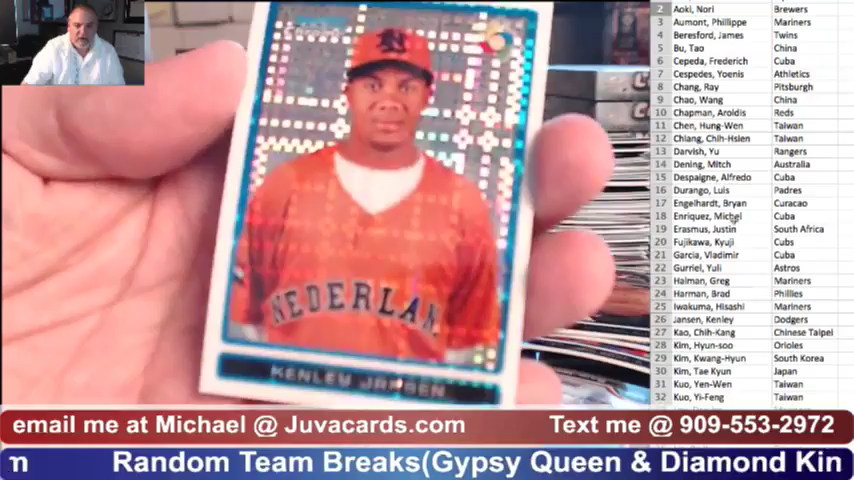 NEDERLAN
KENLEY JANSEN
2 Aoki, Nori Brewers
3 Aumont, Phillippe Mariners
4 Beresford, James Twins
5 Bu, Tao China
6 Cepeda, Frederich Cuba
7 Cespedes, Yoenis Athletics
8 Chang, Ray Pitsburgh
9 Chao, Wang China
10 Chapman, Aroldis Reds
11 Chen, Hung-Wen Taiwan
12 Chiang, Chih-Hsien Taiwan
13 Darvish, Yu Rangers
14 Dening, Mitch Australia
15 Despaigne, Alfredo Cuba
16 Durango, Luis Padres
17 Engelhardt, Bryan Curacao
18 Enriquez, Michel Cuba
19 Erasmus, Justin South Africa
20 Fujikawa, Kyuji Cubs
21 Garcia, Vladimir Cuba
22 Gurriel, Yuli Astros
23 Halman, Greg Mariners
24 Harman, Brad Phillies
25 Iwakuma, Hisashi Mariners
26 Jansen, Kenley Dodgers
27 Kao, Chih-Kang Chinese Taipei
28 Kim, Hyun-soo Orioles
29 Kim, Kwang-Hyun South Korea
30 Kim, Tae Kyun Japan
31 Kuo, Yen-Wen Taiwan
32 Kuo, Yi-Feng Taiwan
email me at Michael @ Juvacards.com Text me @ 909-553-2972
m Random Team Breaks(Gypsy Queen & Diamond Kin